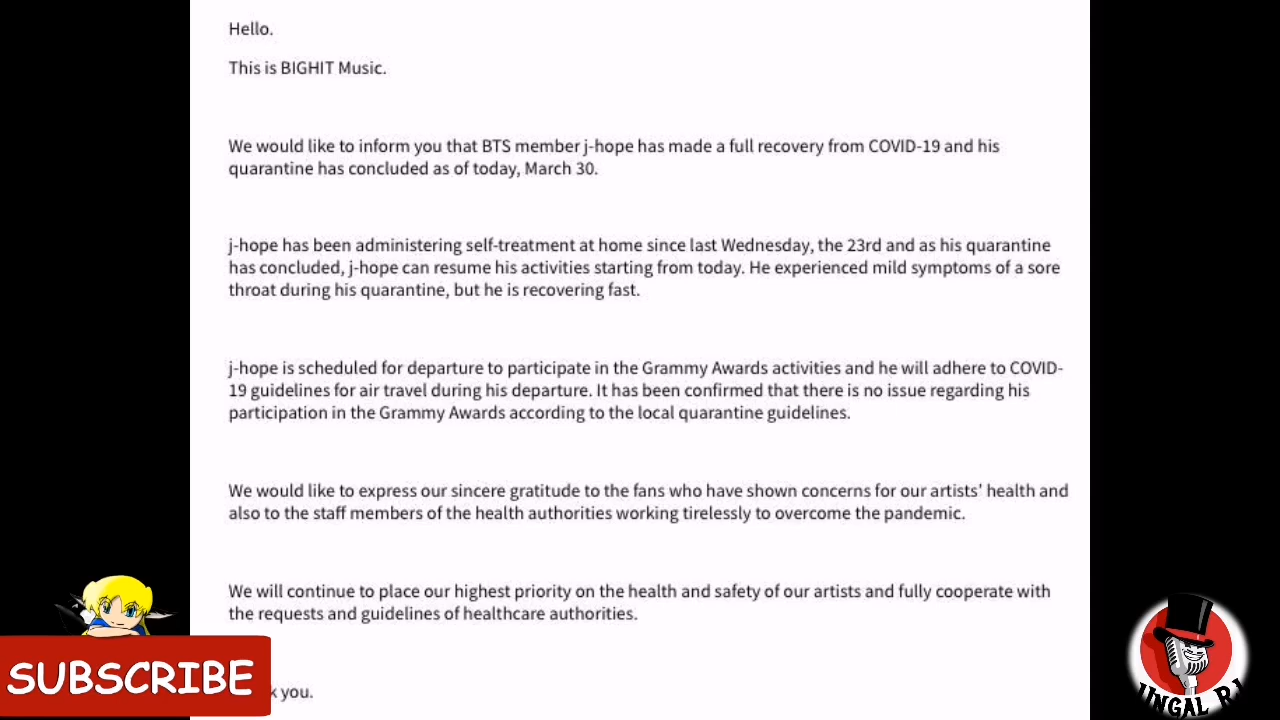 Hello.
This is BIGHIT Music.
We would like to inform you that BTS member j-hope has made a full recovery from COVID-19 and his
quarantine has concluded as of today, March 30.
j-hope has been administering self-treatment at home since last Wednesday, the 23rd and as his quarantine
has concluded, j-hope can resume his activities starting from today. He experienced mild symptoms of a sore
throat during his quarantine, but he is recovering fast.
j-hope is scheduled for departure to participate in the Grammy Awards activities and he will adhere to COVID-
19 guidelines for air travel during his departure. It has been confirmed that there is no issue regarding his
participation in the Grammy Awards according to the local quarantine guidelines.
We would like to express our sincere gratitude to the fans who have shown concerns for our artists' health and
also to the staff members of the health authorities working tirelessly to overcome the pandemic.
We will continue to place our highest priority on the health and safety of our artists and fully cooperate with
the requests and guidelines of healthcare authorities.
you.
SUBSCRIBE